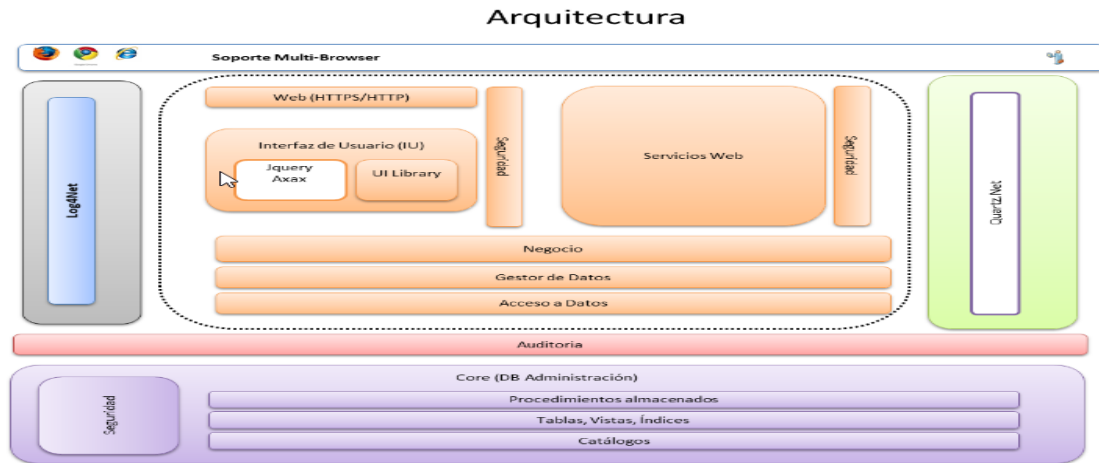 Arquitectura
Soporte Multi-Browser
Log4Net
Web (HTTPS/HTTP)
Interfaz de Usuario (IU)
Jquery
Axax
UI Library
Seguridad
Servicios Web
Seguridad
Quartz.Net
Negocio
Gestor de Datos
Acceso a Datos
Auditoria
Core (DB Administración)
Seguridad
Procedimientos almacenados
Tablas, Vistas, Índices
Catálogos